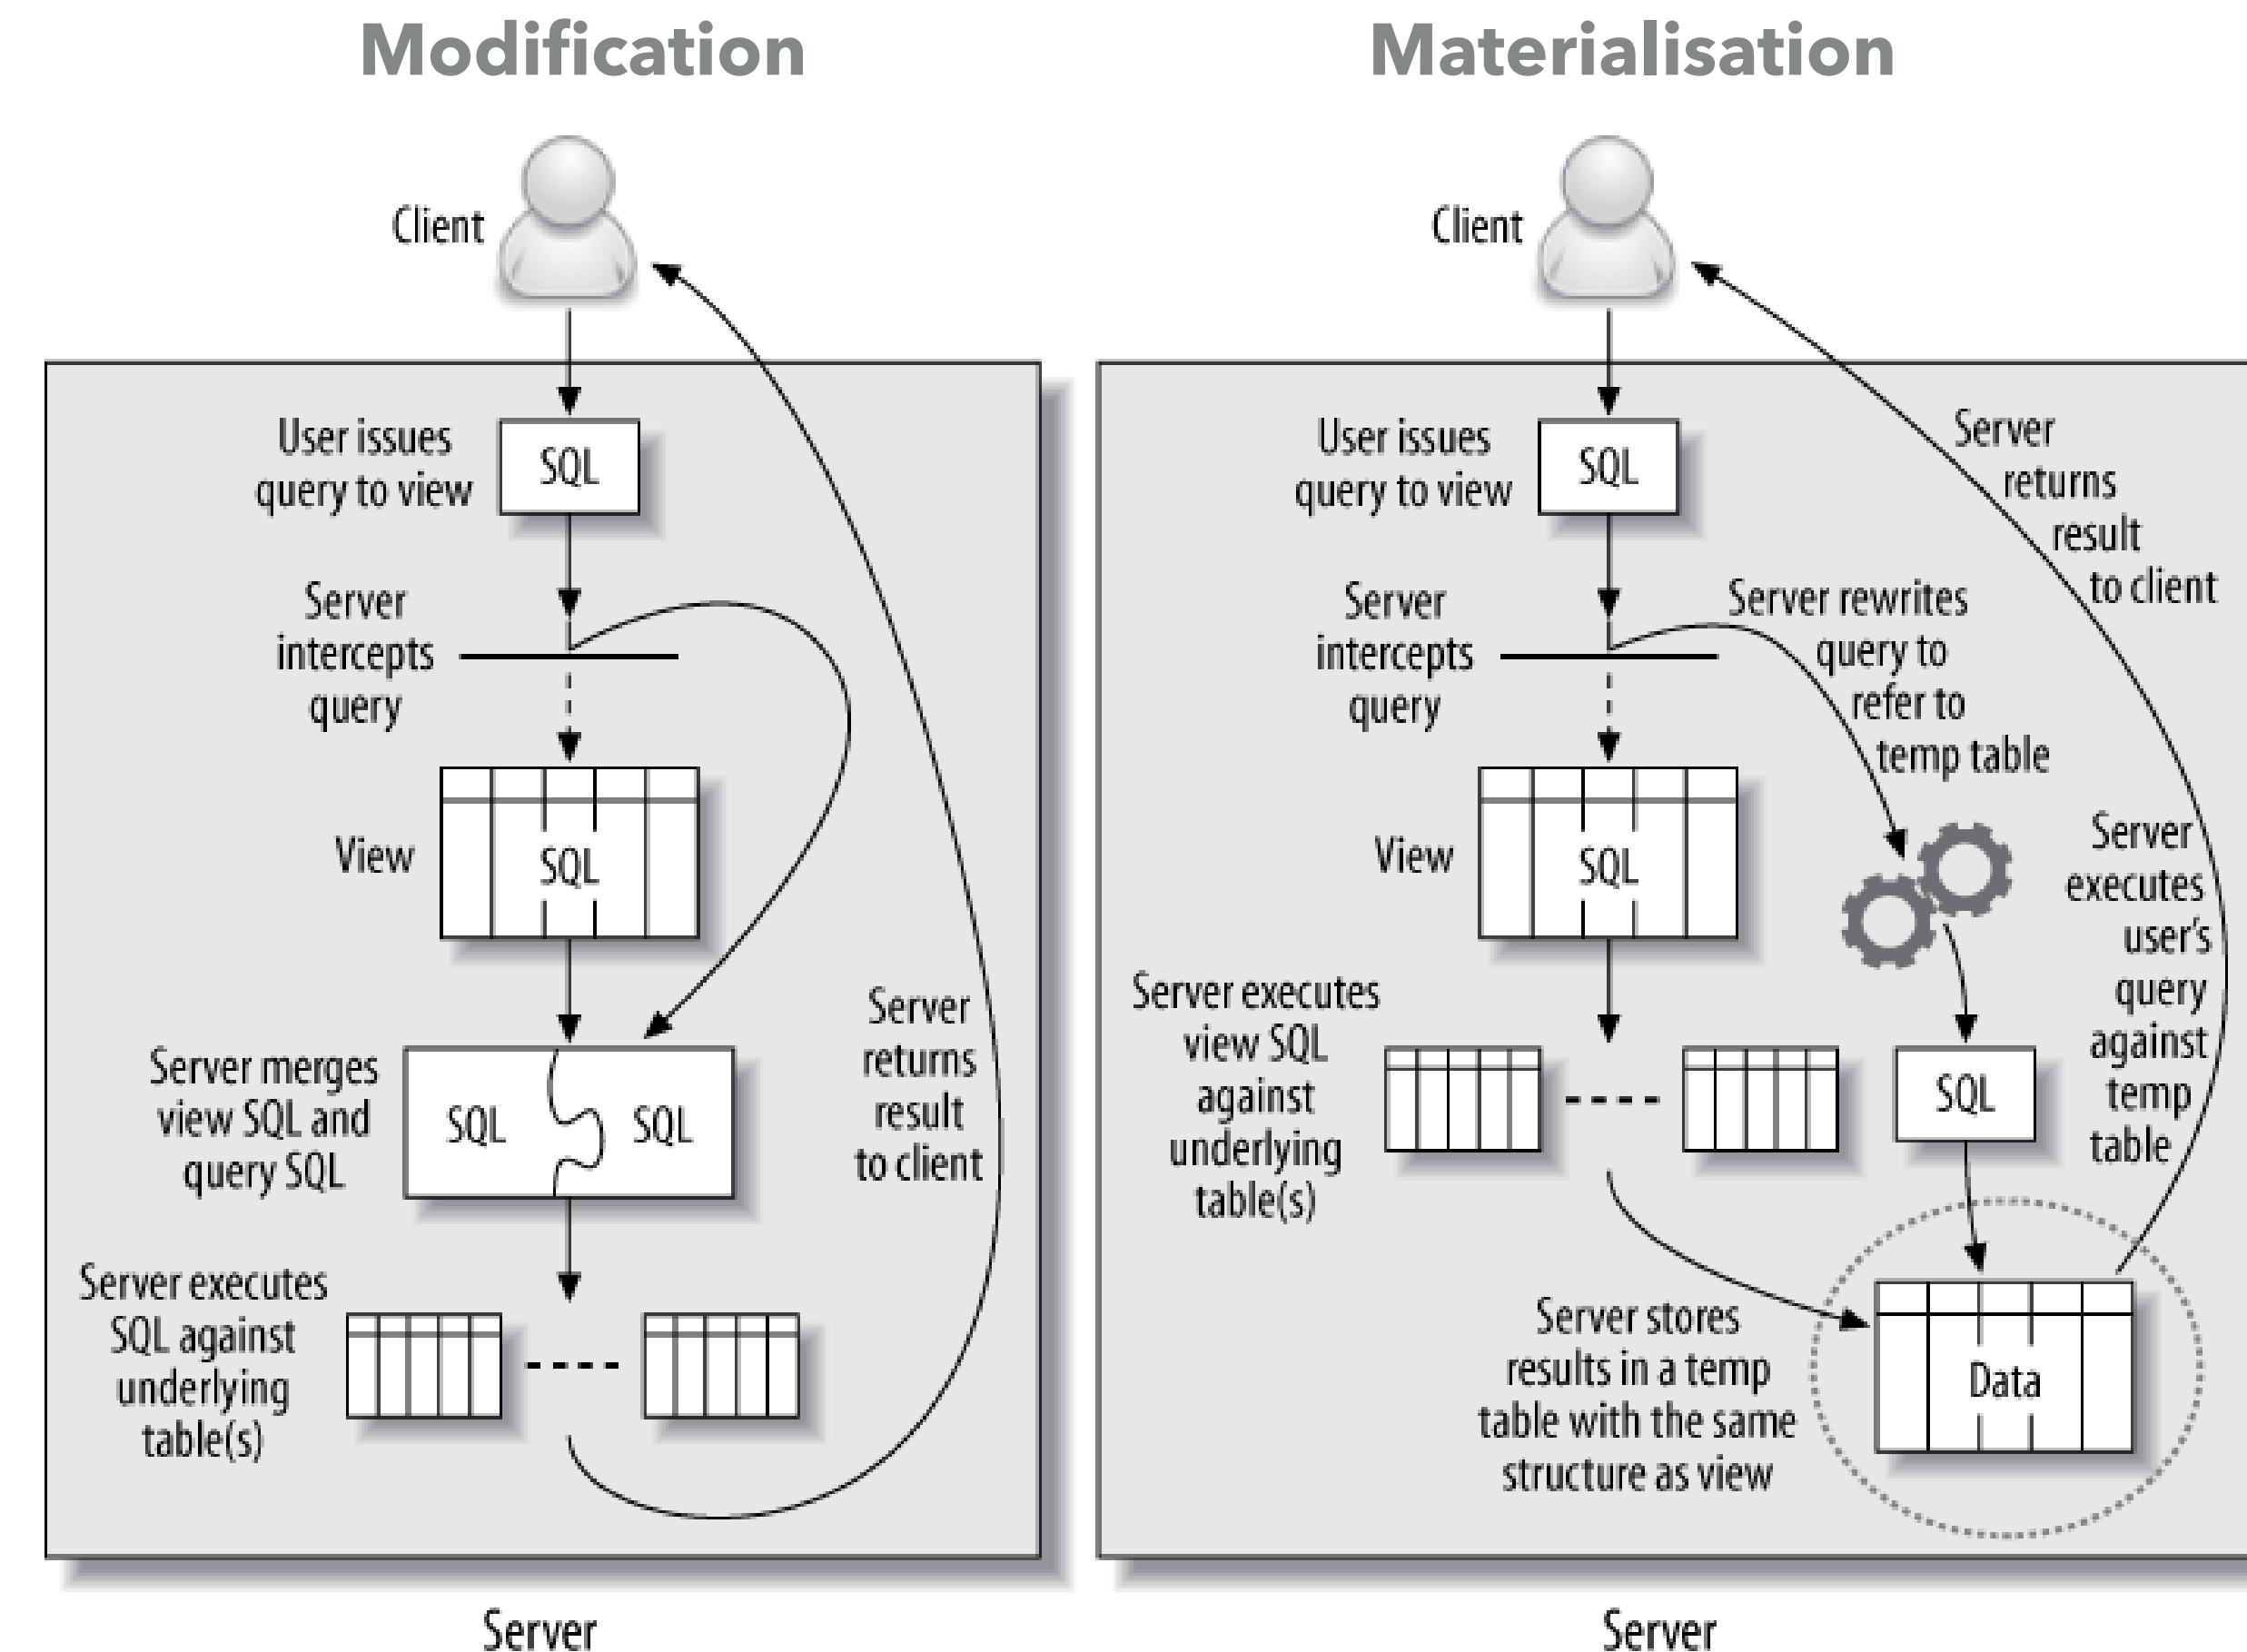 Modification
Client
User issues
query to view
SQL
Server
intercepts
query
View
SQL
Server merges
view SQL and
query SQL
SQL
SQL
Server executes
SQL against
underlying
table(s)
Server
returns
result
to client
Server
Materialisation
Client
User issues
query to view
SQL
Server
intercepts
query
Server rewrites
query to
refer to
temp table
View
SQL
Server executes
view SQL
against
underlying
table(s)
SQL
Server stores
results in a temp
table with the same
structure as view
Data
Server
executes
user's
query
against
temp
table
Server
returns
result
to client
Server